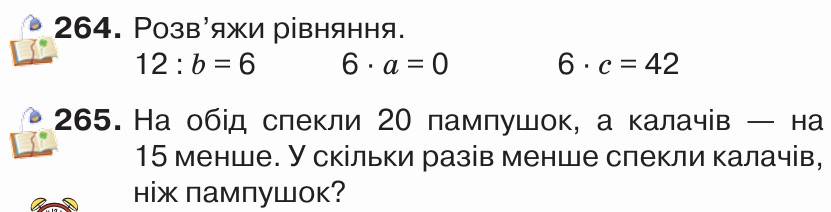 264. Розв’яжи рівняння.
12 : b = 6 6 · a = 0 6 · c = 42
265. На обід спекли 20 пампушок, а калачів — на
15 менше. У скільки разів менше спекли калачів,
ніж пампушок?